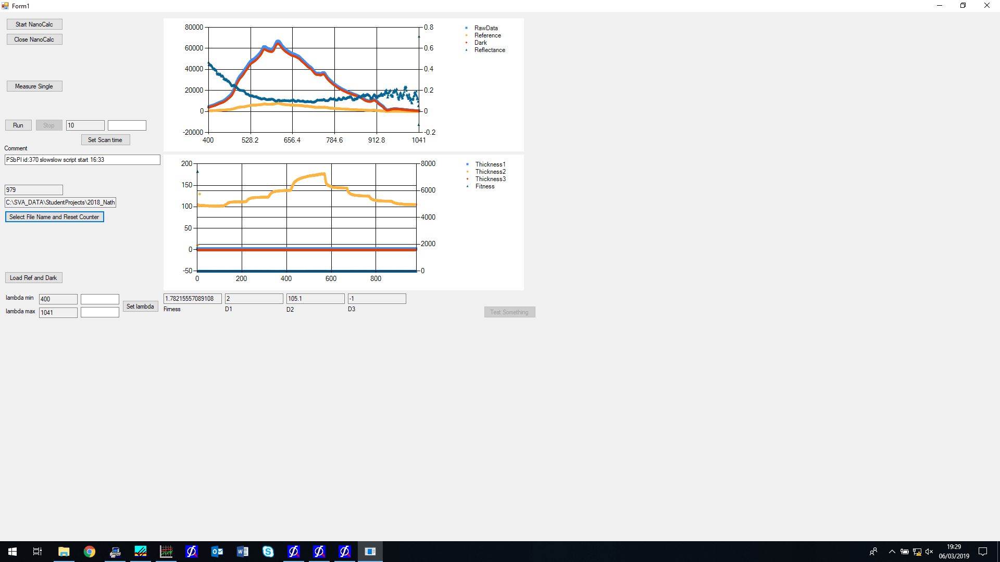 Form1
Start NanoCalc
Close NanoCalc
Measure Single
Run
Stop
10
Set Scan time
Comment
PSbPI id:370 slowslow script start 16:33
979
C:\SVA_DATA\StudentProjects\2018_Nath
Select File Name and Reset Counter
Load Ref and Dark
lambda min
400
lambda max
1041
Set lambda
80000
60000
40000
20000
0
-20000
0.8
0.6
0.4
0.2
0
-0.2
400
528.2
656.4
784.6
912.8
1041
RawData
Reference
Dark
Reflectance
200
150
100
50
0
-50
8000
6000
4000
2000
0
0
200
400
600
800
Thickness1
Thickness2
Thickness3
Fitness
1.78215557089108
2
105.1
-1
Firness
D1
D2
D3
Test Something
19:29
06/03/2019